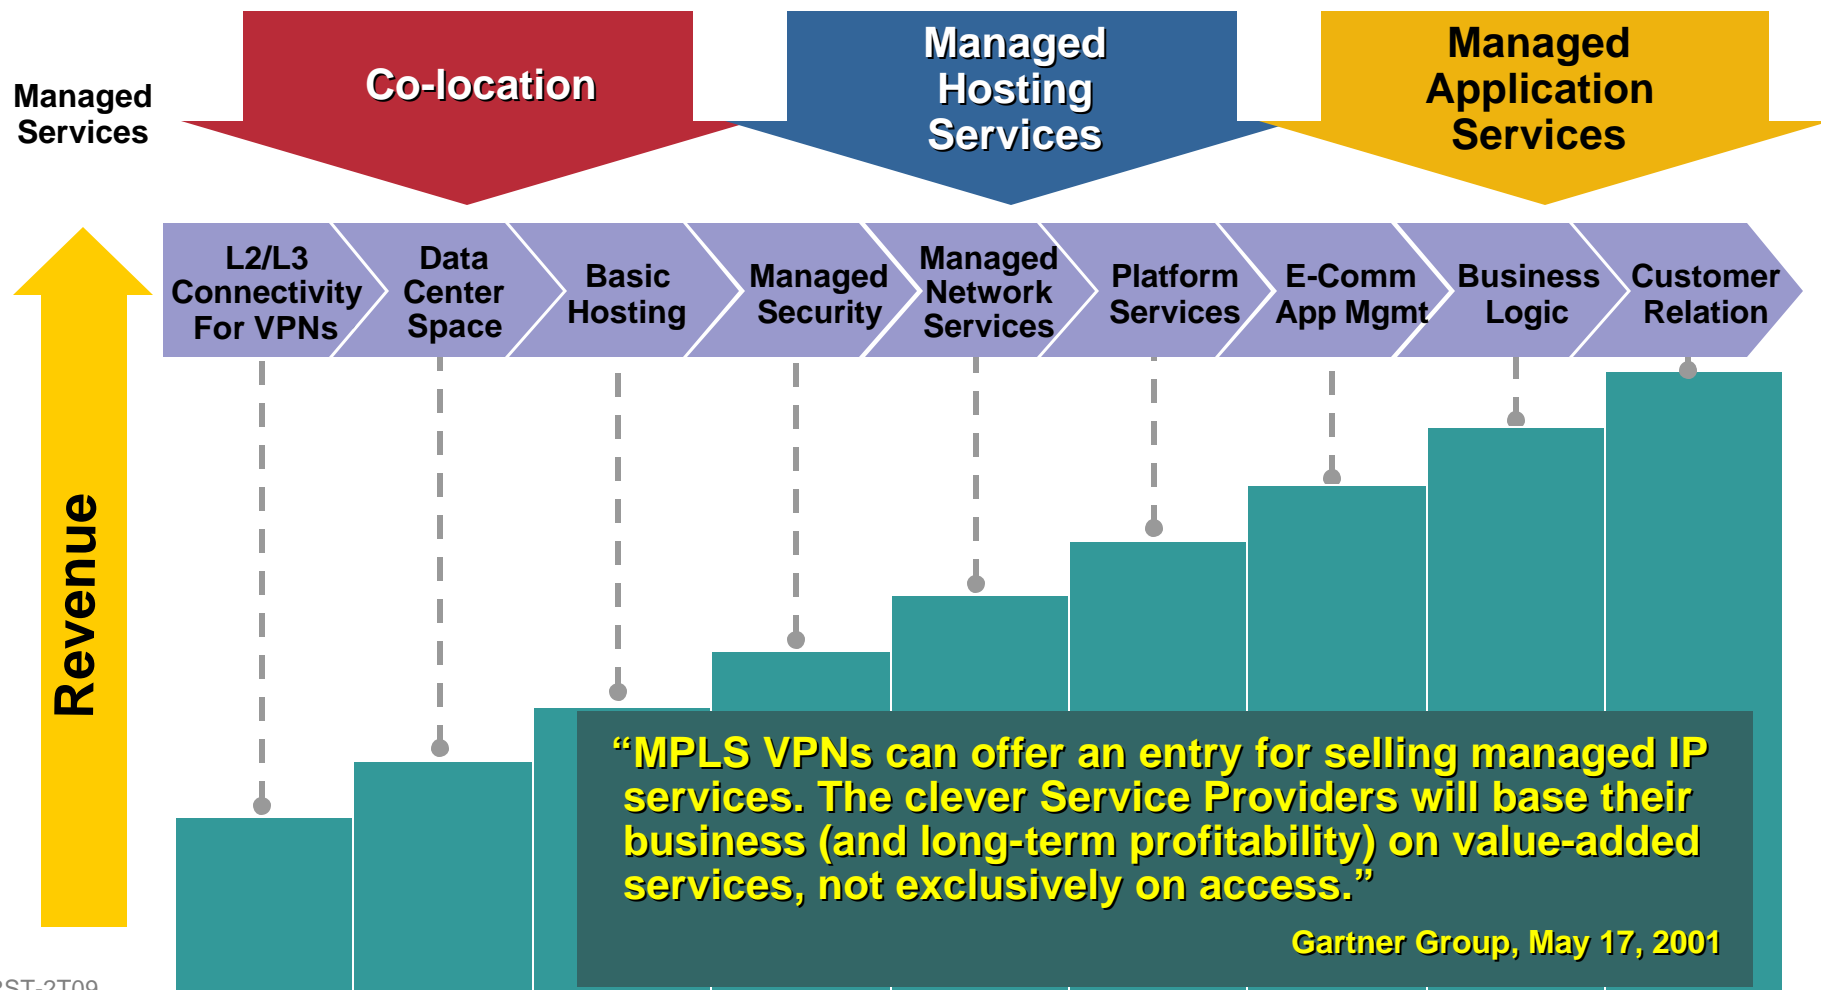 Managed
Services
Co-location
Managed
Hosting
Services
Managed
Application
Services
L2/L3
Connectivity
For VPNs
Data
Center
Space
Basic
Hosting
Managed
Security
Managed
Network
Services
Platform
Services
E-Comm
App Mgmt
Business
Logic
Customer
Relation
Revenue
“MPLS VPNs can offer an entry for selling managed IP
services. The clever Service Providers will base their
business (and long-term profitability) on value-added
services, not exclusively on access.”
Gartner Group, May 17, 2001